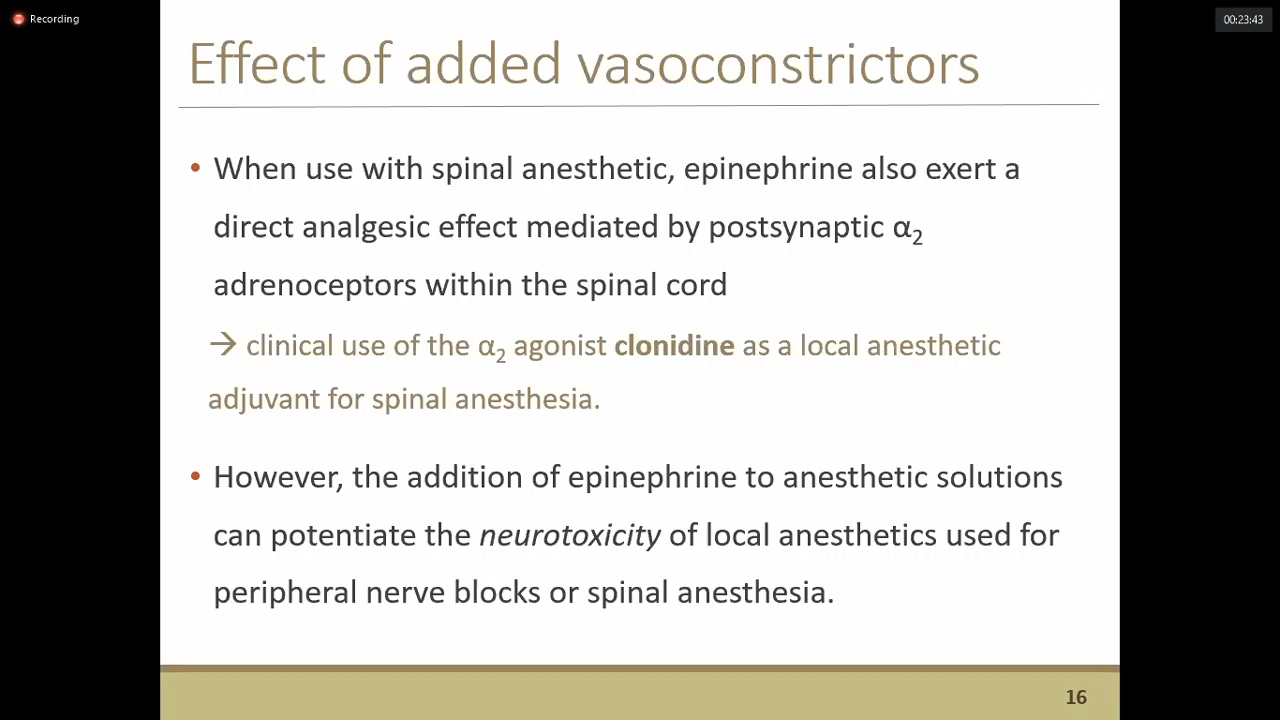 Recording
00:23:43
Effect of added vasoconstrictors
• When use with spinal anesthetic, epinephrine also exert a
direct analgesic effect mediated by postsynaptic α₂
adrenoceptors within the spinal cord
→ clinical use of the α₂ agonist clonidine as a local anesthetic
adjuvant for spinal anesthesia.
• However, the addition of epinephrine to anesthetic solutions
can potentiate the neurotoxicity of local anesthetics used for
peripheral nerve blocks or spinal anesthesia.
16